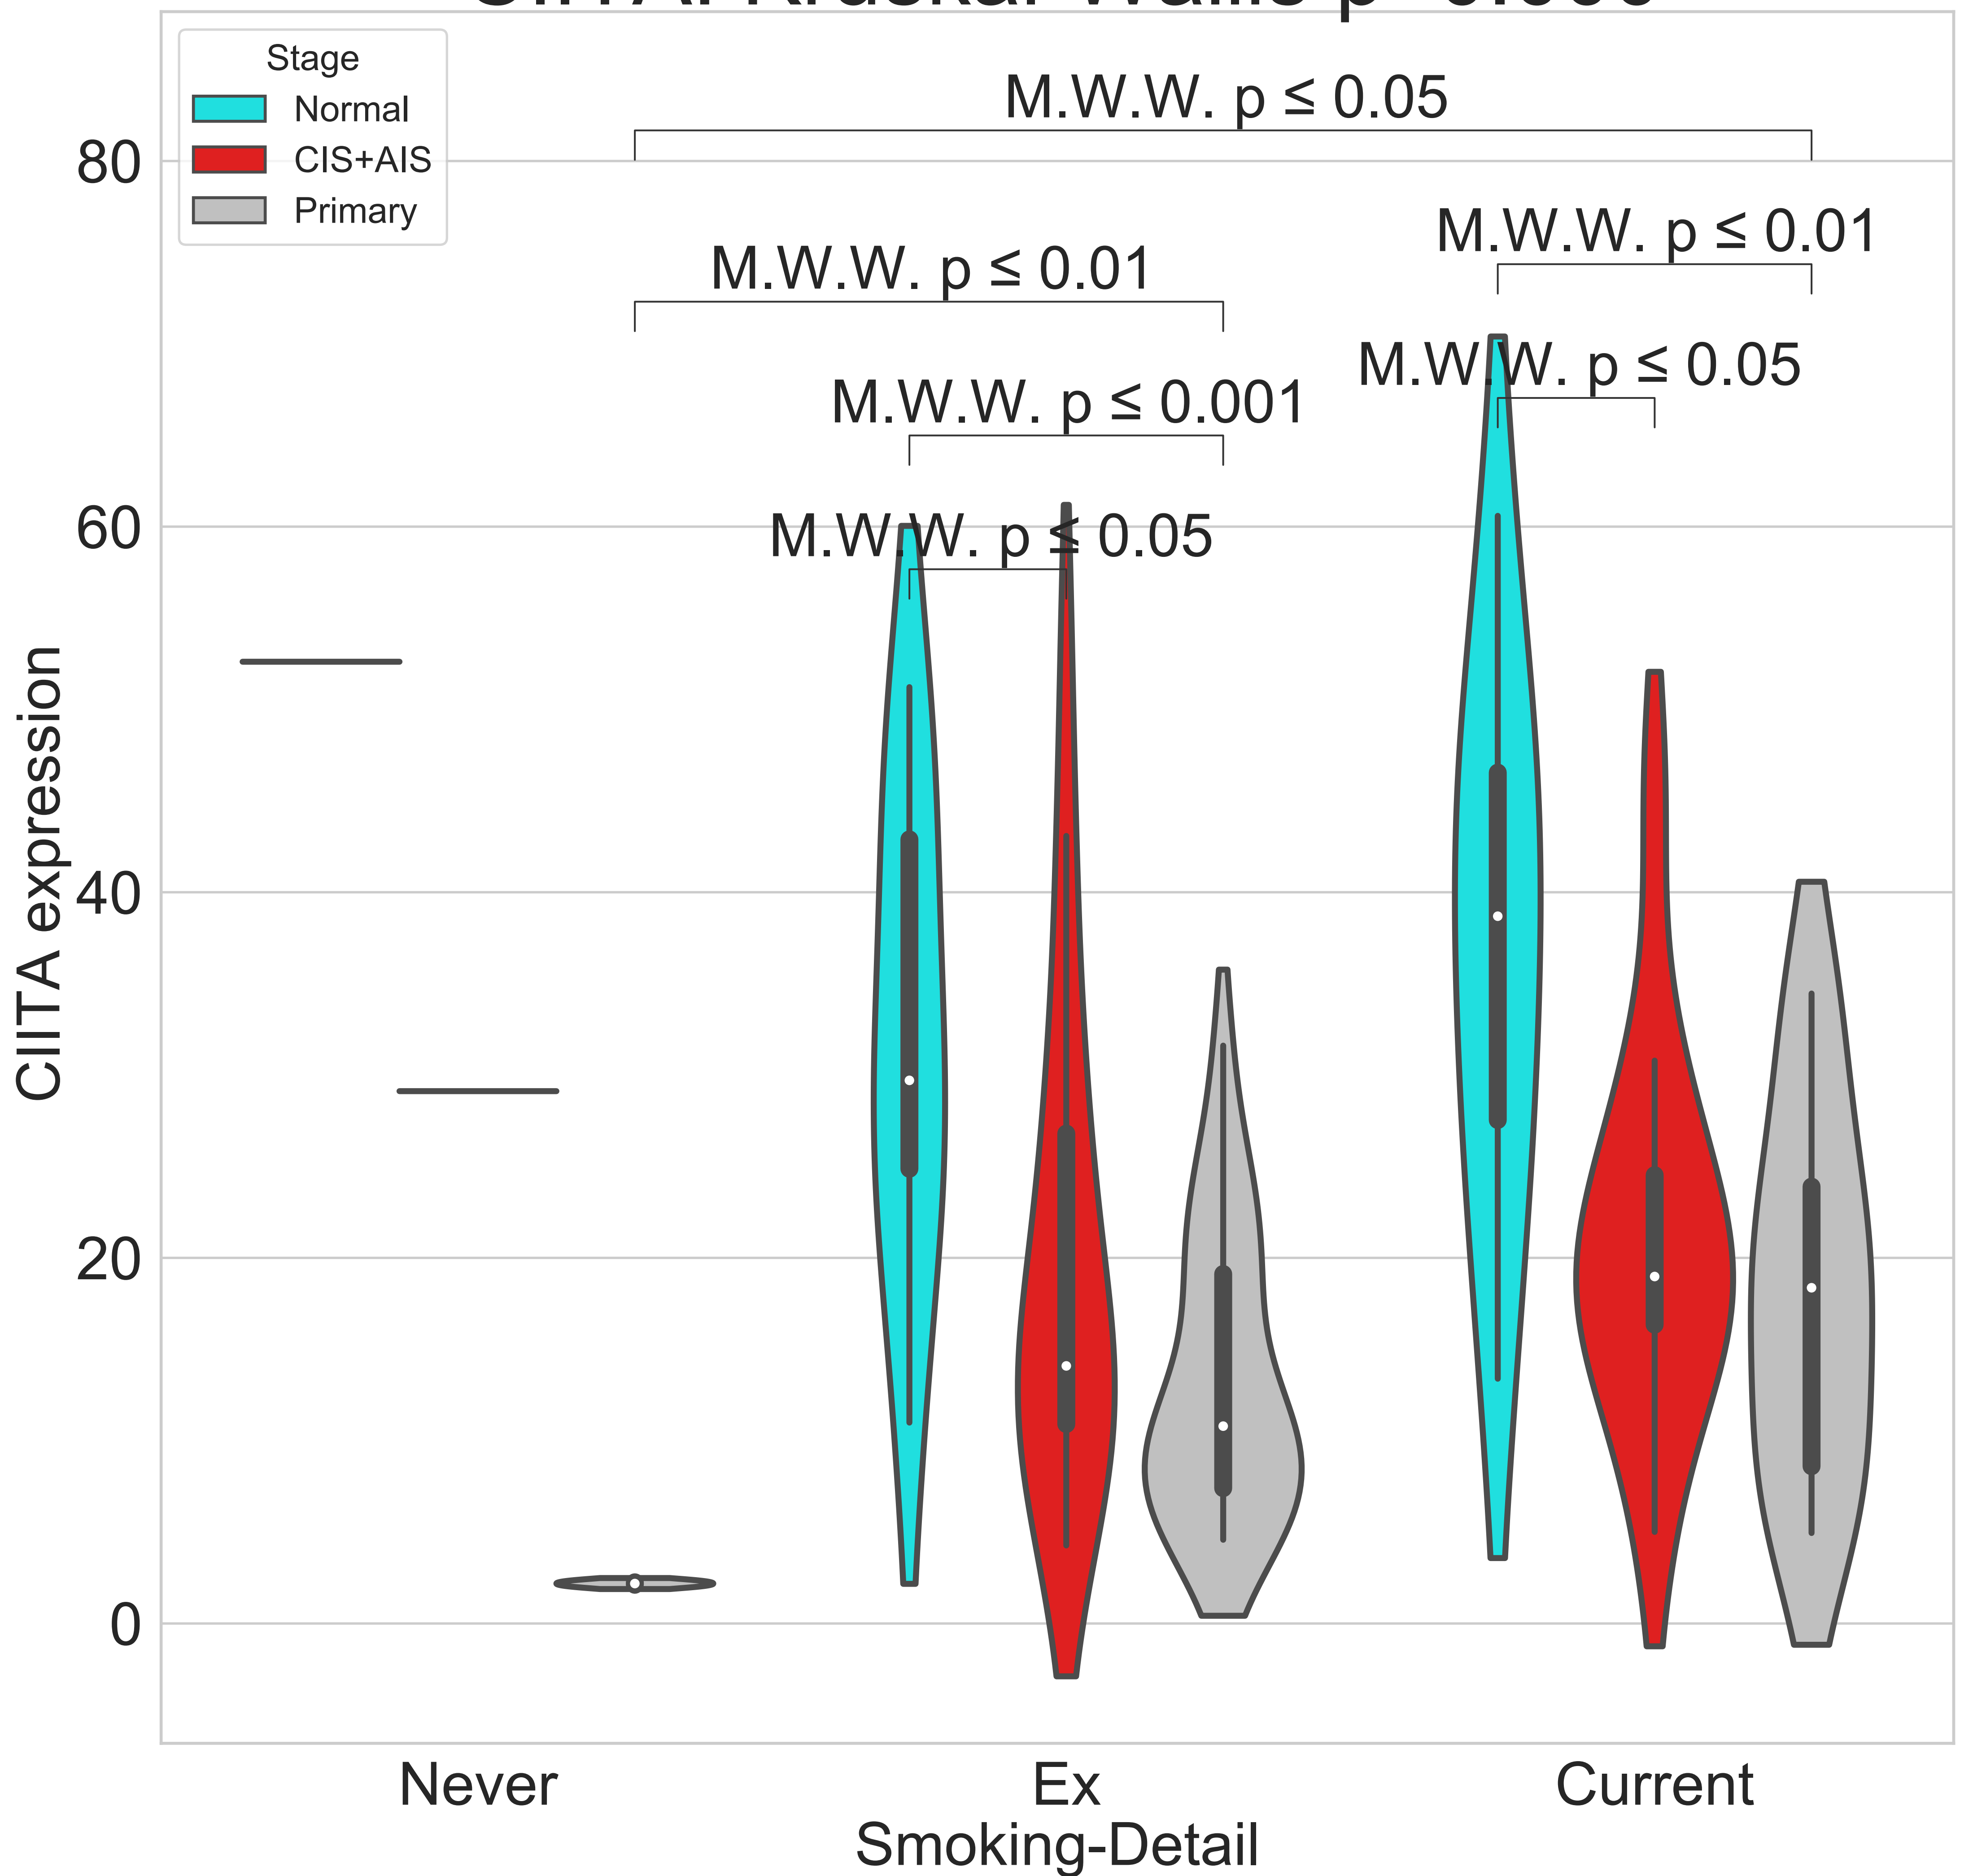 Stage
Normal
CIS+AIS
Primary
M.W.W. p ≤ 0.05
M.W.W. p ≤ 0.01
M.W.W. p ≤ 0.01
M.W.W. p ≤ 0.05
M.W.W. p ≤ 0.001
M.W.W. p ≤ 0.05
80
60
40
20
0
CIITA expression
Never
Ex
Current
Smoking-Detail